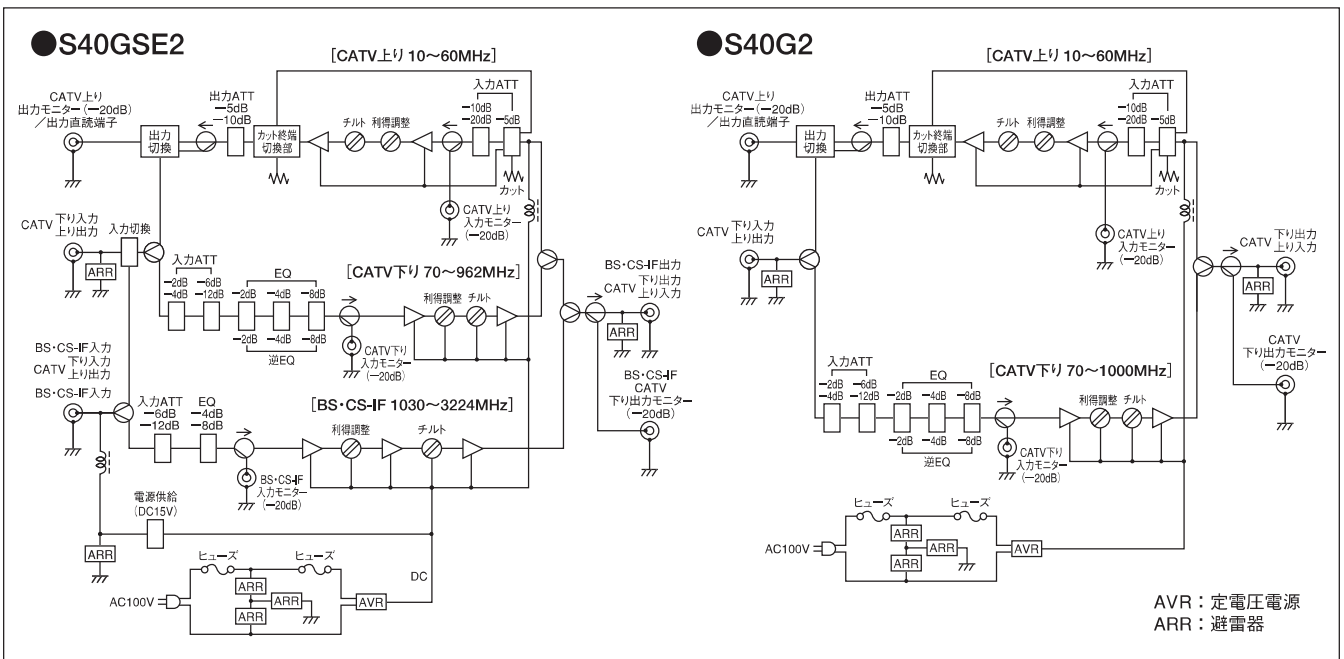 ●S40GSE2
[CATV上り 10～60MHz]
CATV上り
出力モニター(−20dB)
／出力直読端子
出力
切換
出力ATT
−5dB
−10dB
カット終端
切換部
チルト 利得調整
入力ATT
−10dB
−20dB
−5dB
カット
CATV上り
入力モニター
(−20dB)
CATV 下り入力
上り出力
入力切換
ARR
入力ATT
−2dB
−4dB
−6dB
−12dB
EQ
−2dB
−4dB
−8dB
−2dB
−4dB
−8dB
逆EQ
CATV下り
入力モニター
(−20dB)
[CATV下り 70～962MHz]
利得調整 チルト
BS・CS-IF出力
CATV 下り出力
上り入力
ARR
BS・CS-IF
CATV
下り出力モニター
(−20dB)
BS・CS-IF入力
CATV 下り入力
上り出力
BS・CS-IF入力
入力ATT
−6dB
−12dB
EQ
−4dB
−8dB
BS・CS-IF
入力モニター
(−20dB)
[BS・CS-IF 1030～3224MHz]
利得調整
チルト
電源供給
(DC15V)
ARR
ヒューズ
ヒューズ
AC100V
ARR
ARR
ARR
AVR
DC
●S40G2
[CATV上り 10～60MHz]
CATV上り
出力モニター(−20dB)
／出力直読端子
出力
切換
出力ATT
−5dB
−10dB
カット終端
切換部
チルト 利得調整
入力ATT
−10dB
−20dB
−5dB
カット
CATV上り
入力モニター
(−20dB)
CATV 下り入力
上り出力
ARR
CATV 下り出力
上り入力
ARR
CATV
下り出力モニター
(−20dB)
入力ATT
−2dB
−4dB
−6dB
−12dB
EQ
−2dB
−4dB
−8dB
−2dB
−4dB
−8dB
逆EQ
CATV下り
入力モニター
(−20dB)
[CATV下り 70～1000MHz]
利得調整 チルト
ヒューズ
ヒューズ
AC100V
ARR
ARR
ARR
AVR
AVR：定電圧電源
ARR：避雷器